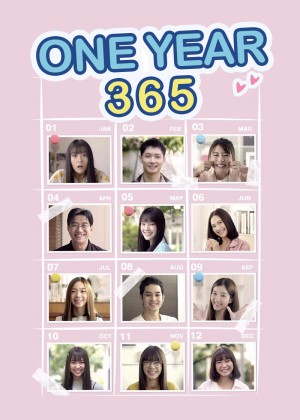 ONE YEAR
365
01 JAN 02 FEB 03 MAR
04 APR 05 MAY 06 JUN
07 JUL 08 AUG 09 SEP
10 OCT 11 NOV 12 DEC